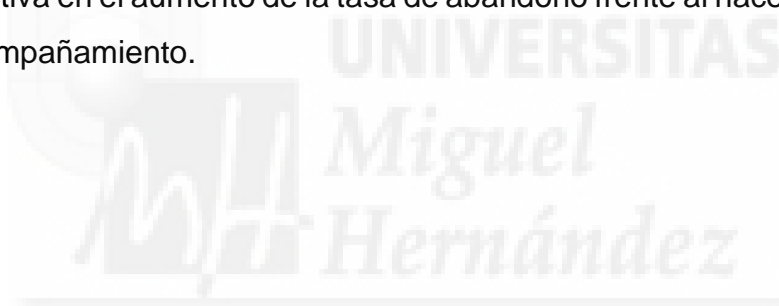 tiva en el aumento de la tasa de abandono frente al
mpañamiento.
UNIVERSITAS
Miguel
Hernández